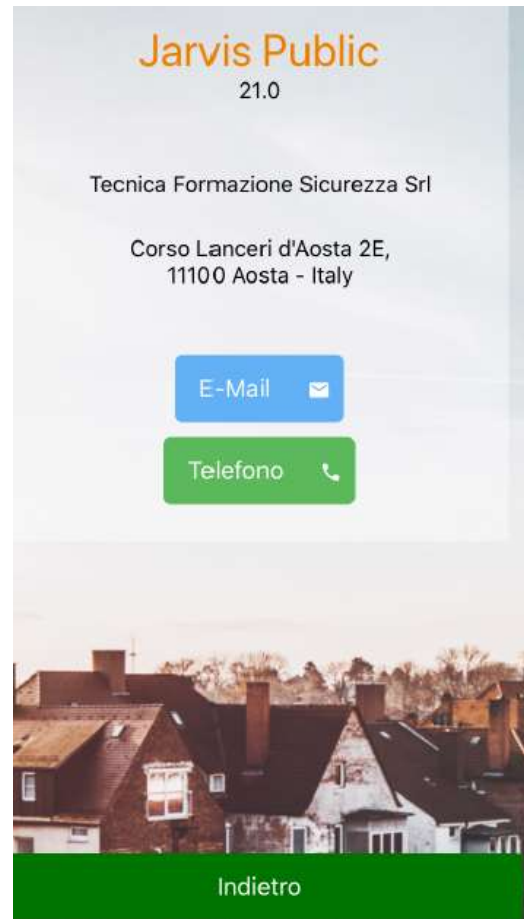 Jarvis Public
21.0
Tecnica Formazione Sicurezza Srl
Corso Lanceri d'Aosta 2E,
11100 Aosta - Italy
E-Mail
Telefono
Indietro